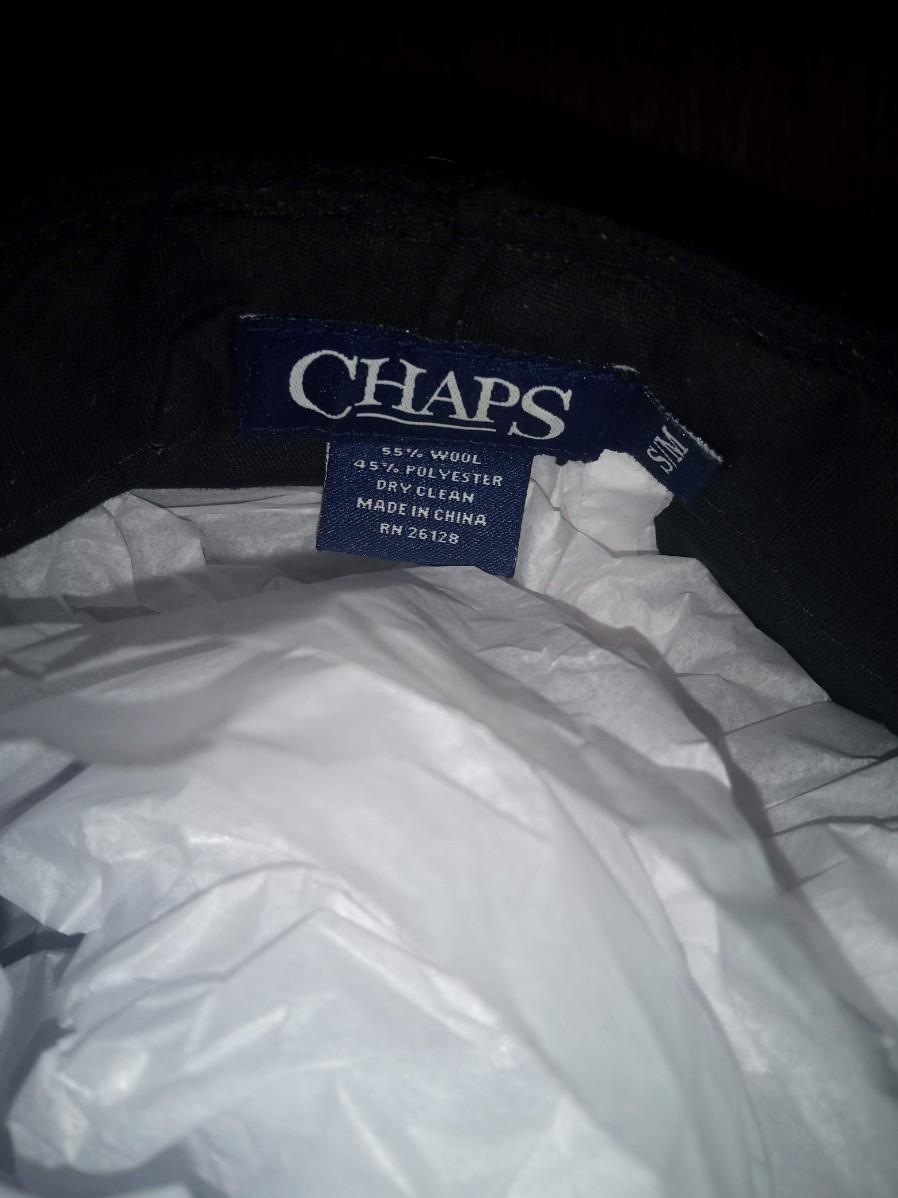 CHAPS
S/M
55% WOOL
45% POLYESTER
DRY CLEAN
MADE IN CHINA
RN 26128